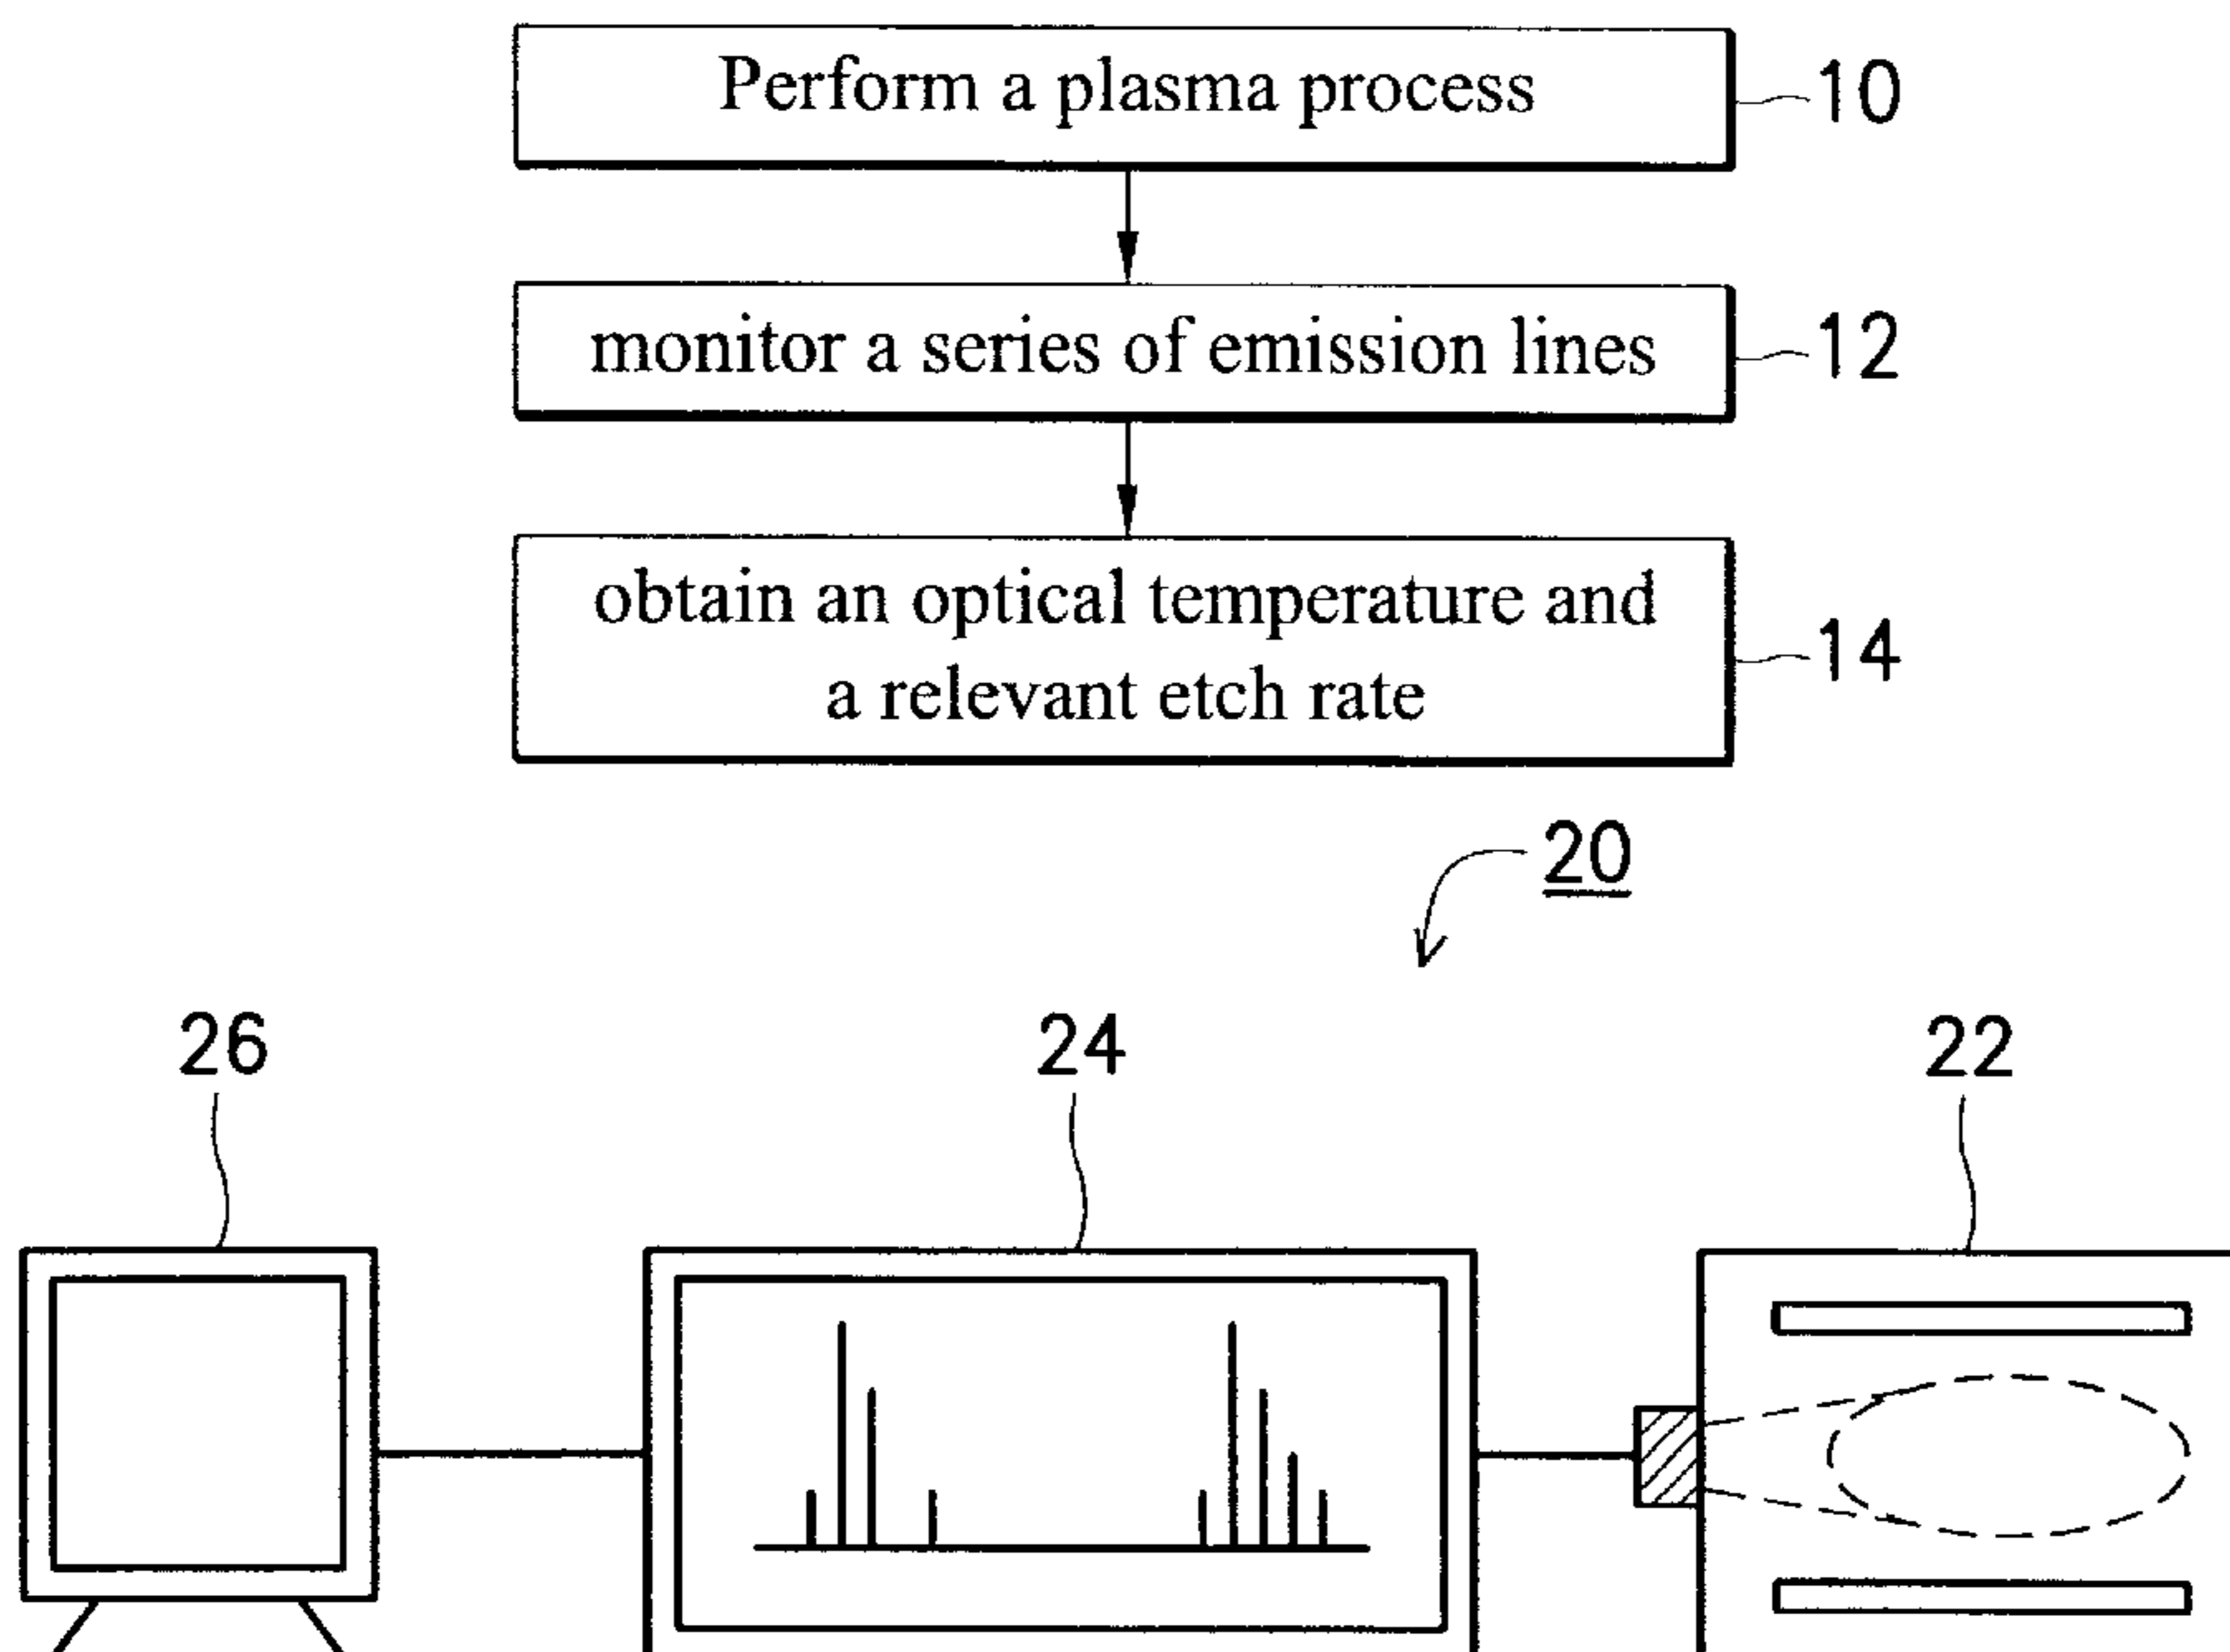 Perform a plasma process
10
monitor a series of emission lines
12
obtain an optical temperature and
a relevant etch rate
14
20
26
24
22